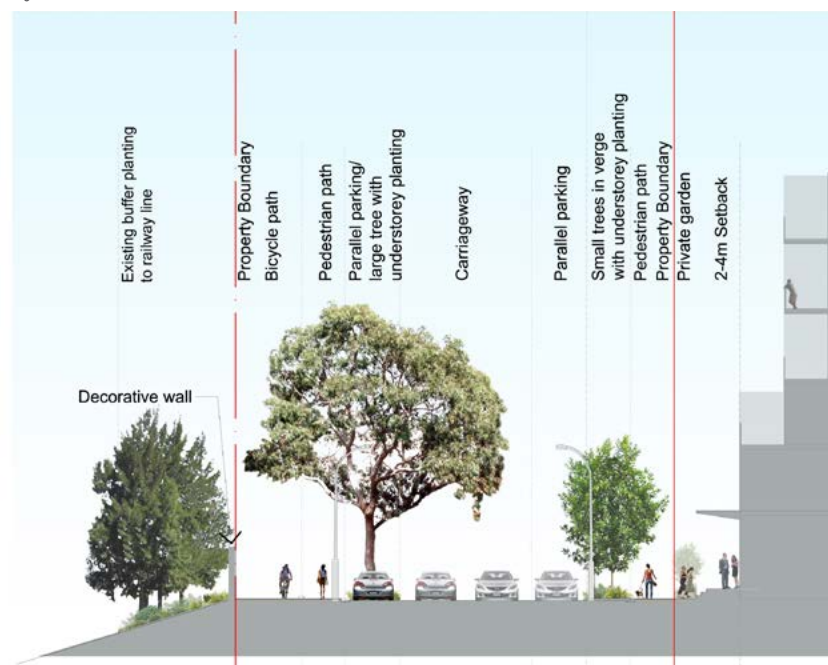 Existing buffer planting
to railway line
Property Boundary
Bicycle path
Pedestrian path
Parallel parking/
large tree with
understorey planting
Carriageway
Parallel parking
Small trees in verge
with understorey planting
Pedestrian path
Property Boundary
Private garden
2-4m Setback
Decorative wall